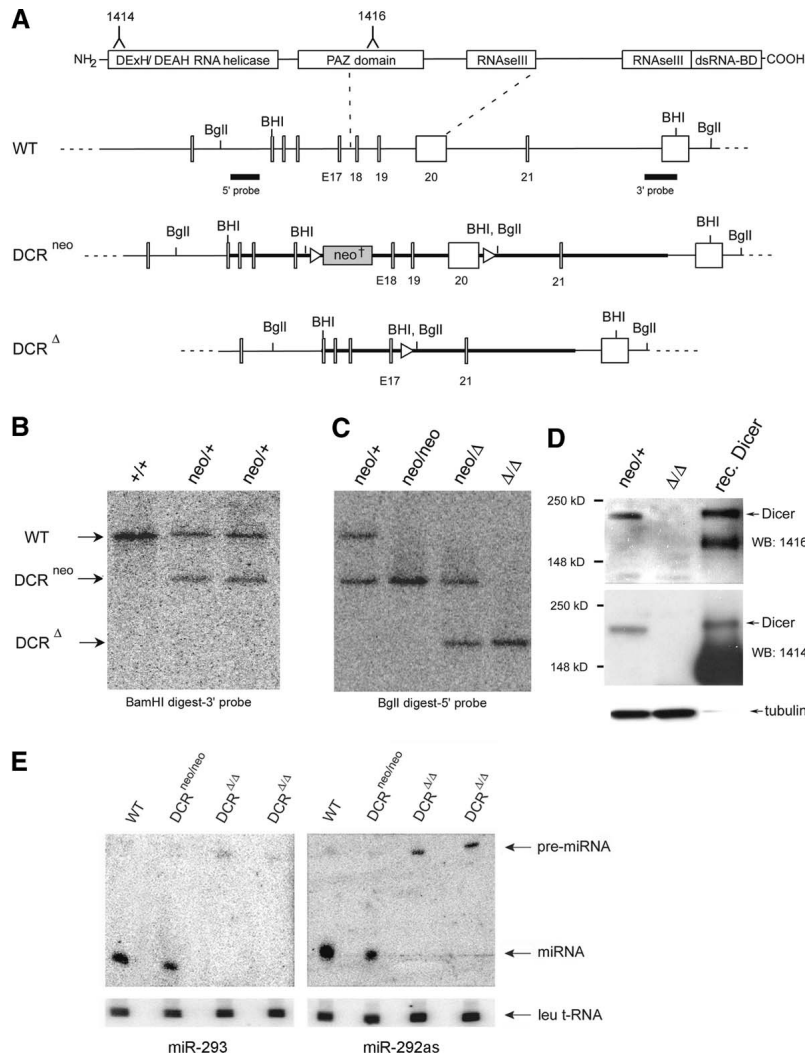 A
1414
1416
NH2 DExH/DEAH RNA helicase PAZ domain RNAseIII RNAseIII dsRNA-BD COOH
WT
BglI BHI BHI BglI
E17 18 19 20 21
5' probe 3' probe
DCR neo
BglI BHI BHI neo† BHI, BglI BHI BglI
E18 19 20 21
DCR Δ
BglI BHI BHI, BglI BHI BglI
E17 21
B
+/+ neo/+ neo/+
WT
DCR neo
DCR Δ
BamHI digest-3' probe
C
neo/+ neo/neo neo/Δ Δ/Δ
BglI digest-5' probe
D
neo/+ Δ/Δ rec. Dicer
250 kD
Dicer
WB: 1416
148 kD
250 kD
Dicer
WB: 1414
148 kD
tubulin
E
WT DCR neo/neo DCR Δ/Δ DCR Δ/Δ
WT DCR neo/neo DCR Δ/Δ DCR Δ/Δ
pre-miRNA
miRNA
leu t-RNA
miR-293 miR-292as